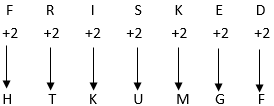 F R I S K E D
+2 +2 +2 +2 +2 +2 +2
H T K U M G F